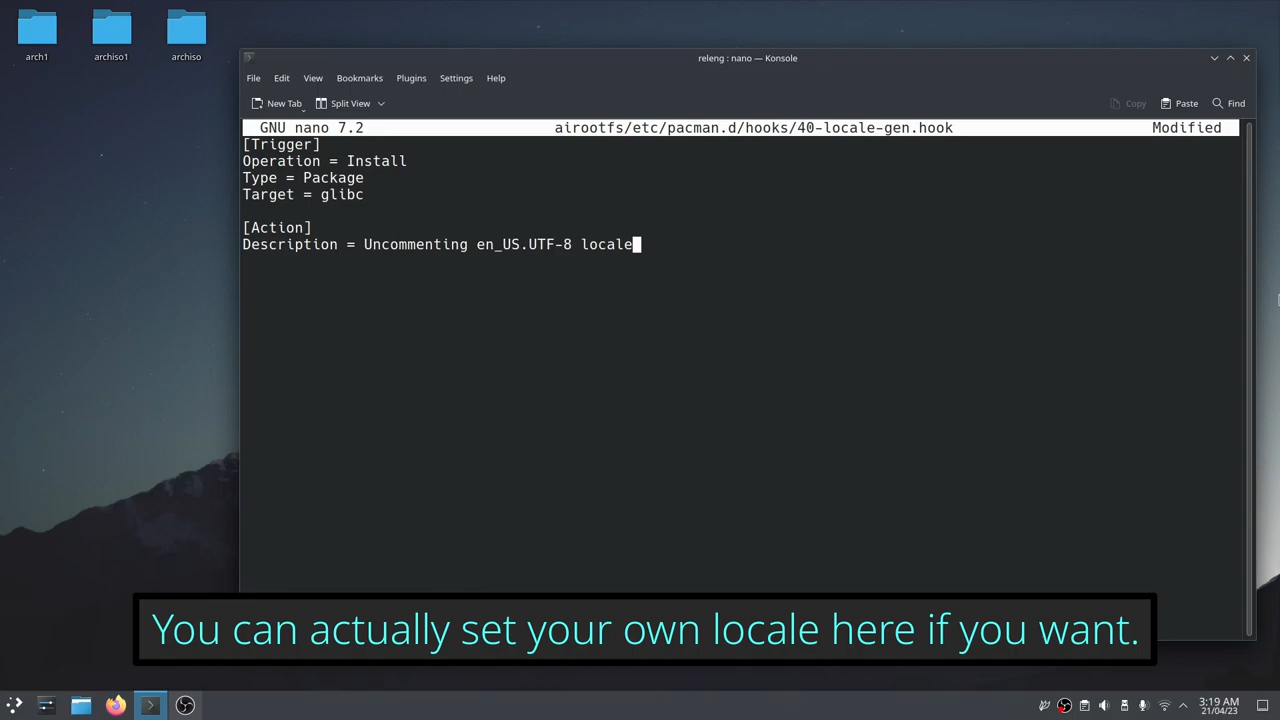 arch1
archiso1
archiso
releng : nano — Konsole
File Edit View Bookmarks Plugins Settings Help
New Tab Split View Copy Paste Find
GNU nano 7.2 airootfs/etc/pacman.d/hooks/40-locale-gen.hook Modified
[Trigger]
Operation = Install
Type = Package
Target = glibc
[Action]
Description = Uncommenting en_US.UTF-8 locale
You can actually set your own locale here if you want.
3:19 AM
21/04/23